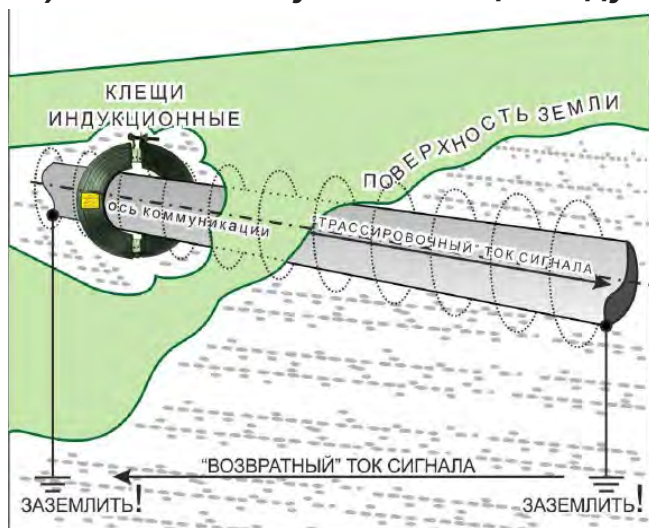 КЛЕЩИ
ИНДУКЦИОННЫЕ
ПОВЕРХНОСТЬ ЗЕМЛИ
ось коммуникации
"ТРАССИРОВОЧНЫЙ" ТОК СИГНАЛА
"ВОЗВРАТНЫЙ" ТОК СИГНАЛА
ЗАЗЕМЛИТЬ!
ЗАЗЕМЛИТЬ!